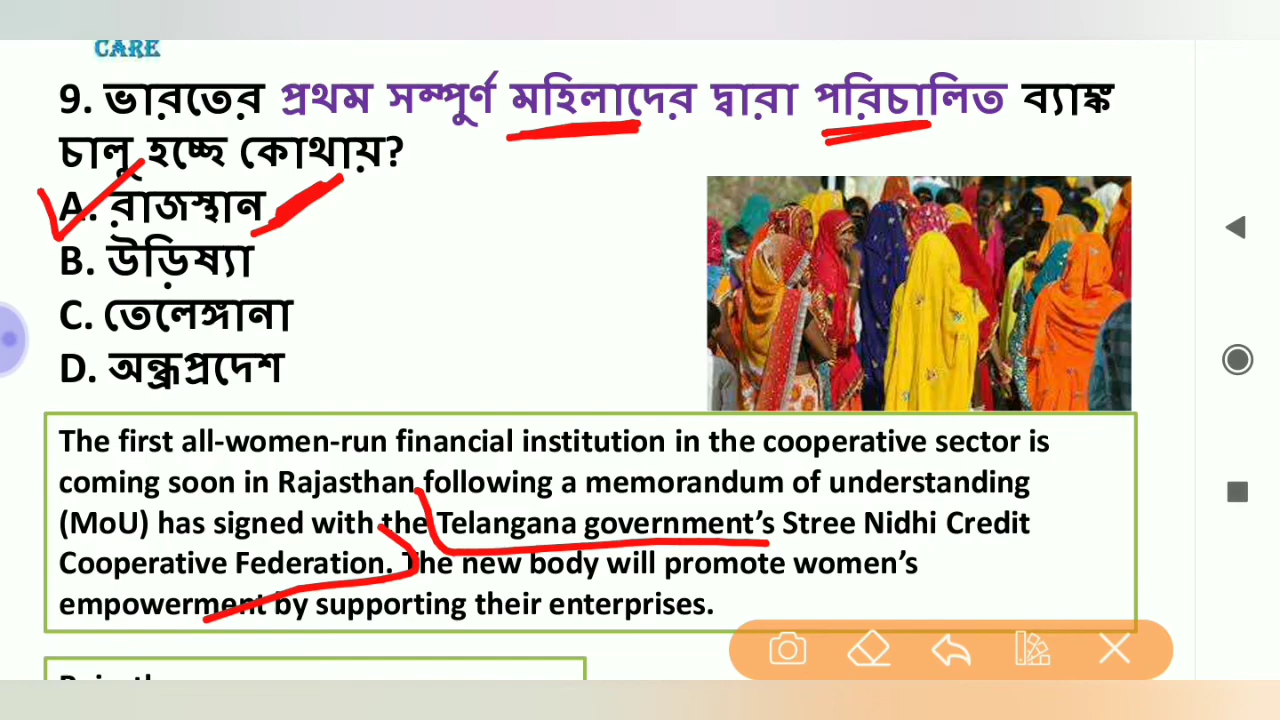 CARE
9. ভারতের প্রথম সম্পুর্ণ মহিলাদের দ্বারা পরিচালিত ব্যাঙ্ক
চালু হচ্ছে কোথায়?
A. রাজস্থান
B. উড়িষ্যা
C. তেলেঙ্গানা
D. অন্ধ্রপ্রদেশ
The first all-women-run financial institution in the cooperative sector is
coming soon in Rajasthan following a memorandum of understanding
(MoU) has signed with the Telangana government’s Stree Nidhi Credit
Cooperative Federation. The new body will promote women’s
empowerment by supporting their enterprises.